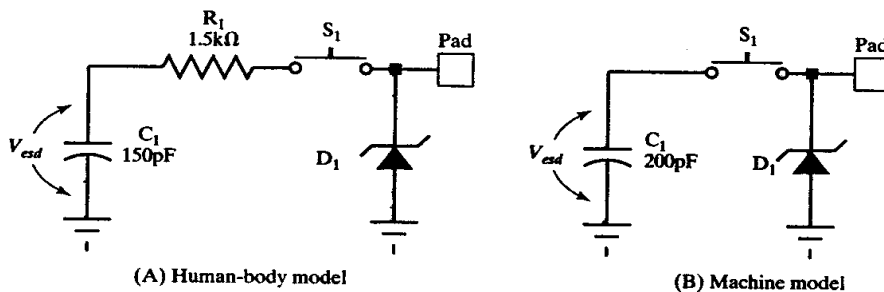 R1
1.5kΩ
S1
Pad
Vesd
C1
150pF
D1
(A) Human-body model
S1
Pad
Vesd
C1
200pF
D1
(B) Machine model